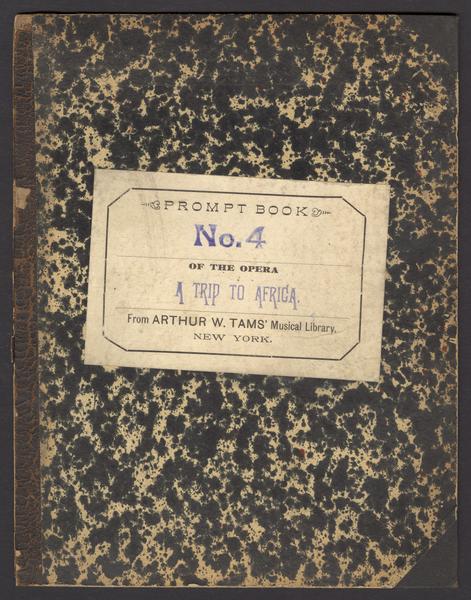 PROMPT BOOK
No. 4
OF THE OPERA
A TRIP TO AFRICA.
From ARTHUR W. TAMS' Musical Library,
NEW YORK.